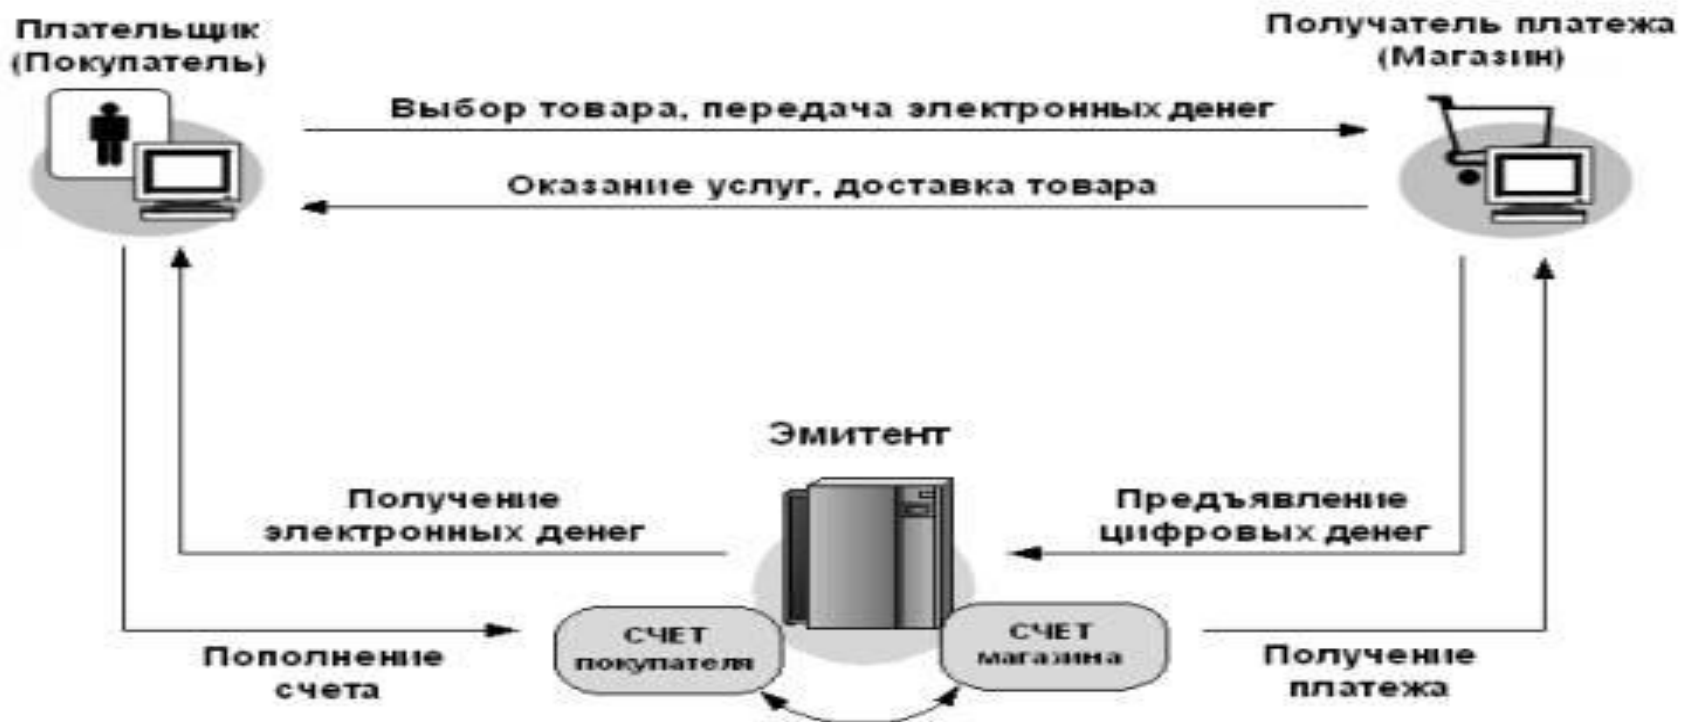 Плательщик
(Покупатель)
Получатель платежа
(Магазин)
Выбор товара, передача электронных денег
Оказание услуг, доставка товара
Эмитент
Получение
электронных денег
Предъявление
цифровых денег
СЧЕТ
покупателя
СЧЕТ
магазина
Пополнение
счета
Получение
платежа